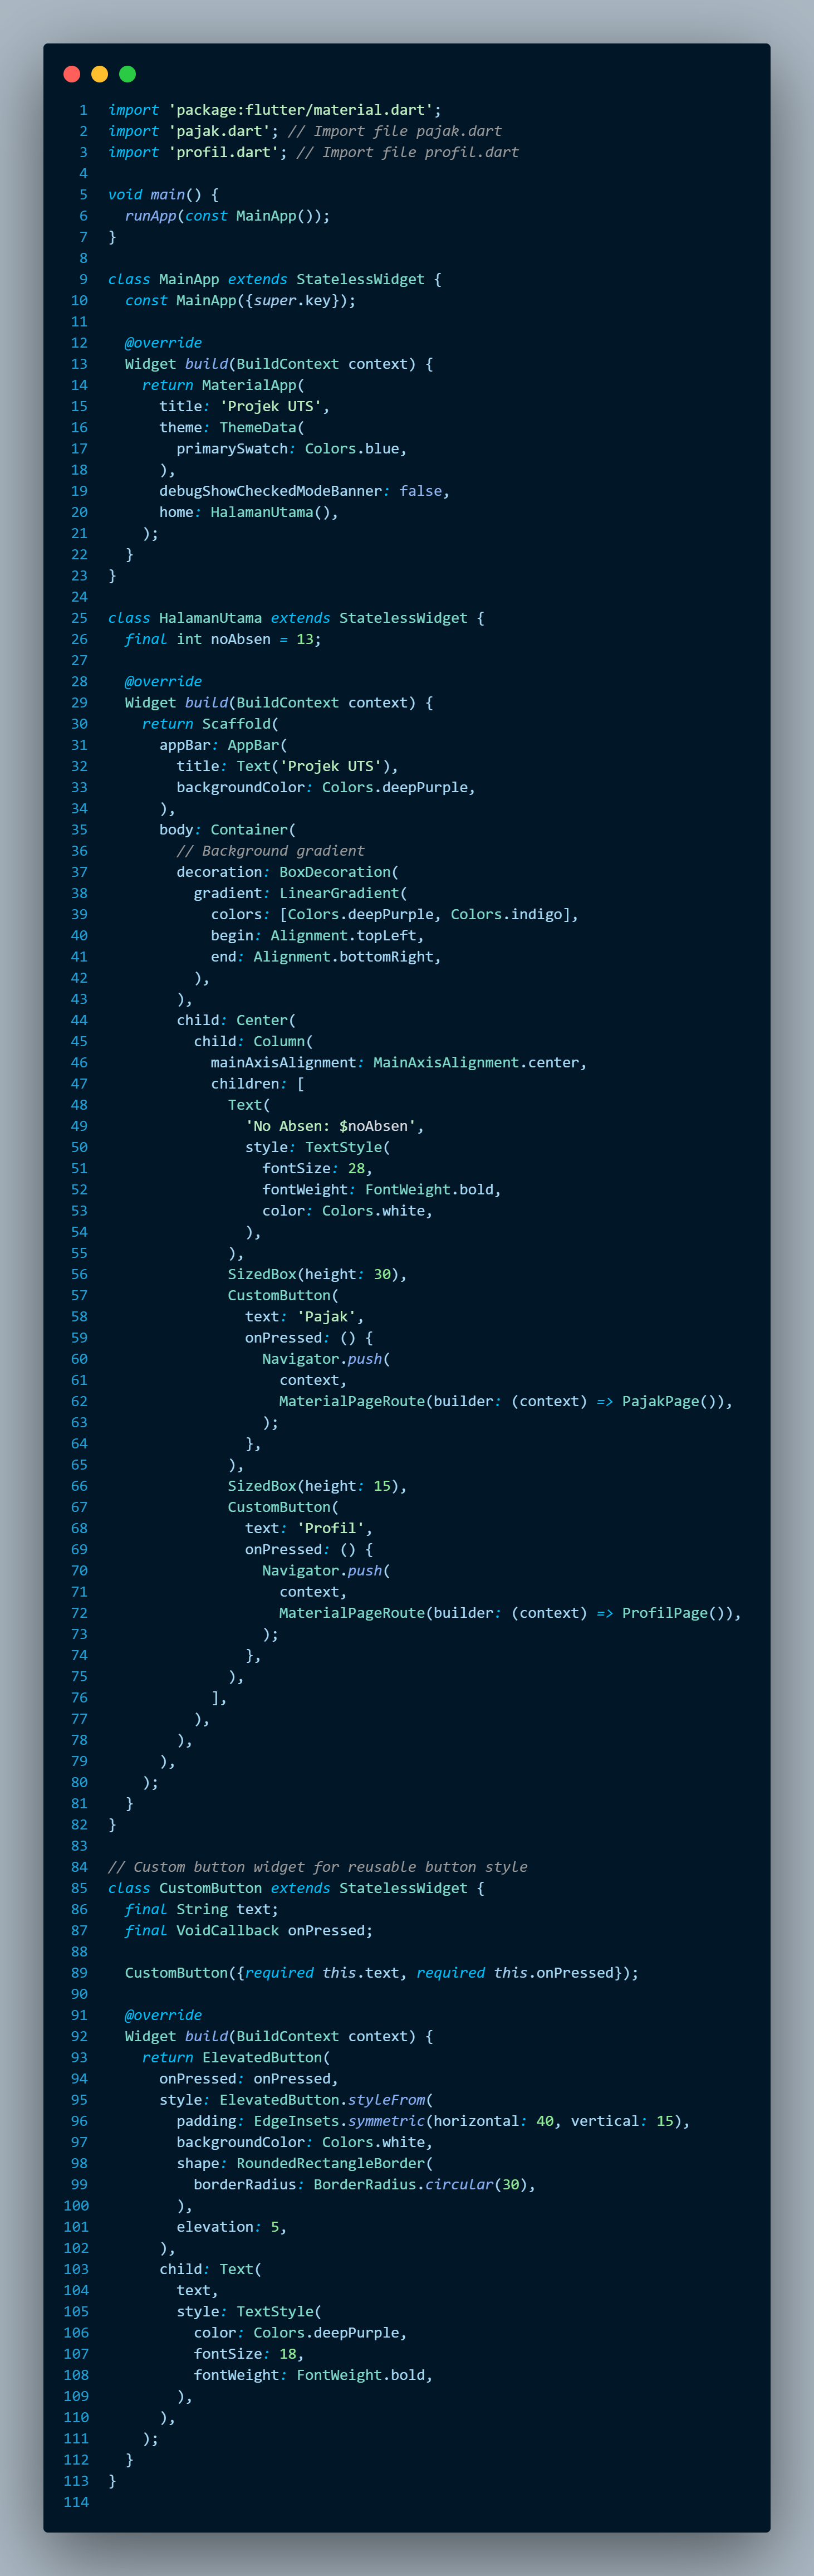 1 import 'package:flutter/material.dart';
2 import 'pajak.dart'; // Import file pajak.dart
3 import 'profil.dart'; // Import file profil.dart
4
5 void main() {
6   runApp(const MainApp());
7 }
8
9 class MainApp extends StatelessWidget {
10   const MainApp({super.key});
11
12   @override
13   Widget build(BuildContext context) {
14     return MaterialApp(
15       title: 'Projek UTS',
16       theme: ThemeData(
17         primarySwatch: Colors.blue,
18       ),
19       debugShowCheckedModeBanner: false,
20       home: HalamanUtama(),
21     );
22   }
23 }
24
25 class HalamanUtama extends StatelessWidget {
26   final int noAbsen = 13;
27
28   @override
29   Widget build(BuildContext context) {
30     return Scaffold(
31       appBar: AppBar(
32         title: Text('Projek UTS'),
33         backgroundColor: Colors.deepPurple,
34       ),
35       body: Container(
36         // Background gradient
37         decoration: BoxDecoration(
38           gradient: LinearGradient(
39             colors: [Colors.deepPurple, Colors.indigo],
40             begin: Alignment.topLeft,
41             end: Alignment.bottomRight,
42           ),
43         ),
44         child: Center(
45           child: Column(
46             mainAxisAlignment: MainAxisAlignment.center,
47             children: [
48               Text(
49                 'No Absen: $noAbsen',
50                 style: TextStyle(
51                   fontSize: 28,
52                   fontWeight: FontWeight.bold,
53                   color: Colors.white,
54                 ),
55               ),
56               SizedBox(height: 30),
57               CustomButton(
58                 text: 'Pajak',
59                 onPressed: () {
60                   Navigator.push(
61                     context,
62                     MaterialPageRoute(builder: (context) => PajakPage()),
63                   );
64                 },
65               ),
66               SizedBox(height: 15),
67               CustomButton(
68                 text: 'Profil',
69                 onPressed: () {
70                   Navigator.push(
71                     context,
72                     MaterialPageRoute(builder: (context) => ProfilPage()),
73                   );
74                 },
75               ),
76             ],
77           ),
78         ),
79       ),
80     );
81   }
82 }
83
84 // Custom button widget for reusable button style
85 class CustomButton extends StatelessWidget {
86   final String text;
87   final VoidCallback onPressed;
88
89   CustomButton({required this.text, required this.onPressed});
90
91   @override
92   Widget build(BuildContext context) {
93     return ElevatedButton(
94       onPressed: onPressed,
95       style: ElevatedButton.styleFrom(
96         padding: EdgeInsets.symmetric(horizontal: 40, vertical: 15),
97         backgroundColor: Colors.white,
98         shape: RoundedRectangleBorder(
99           borderRadius: BorderRadius.circular(30),
100         ),
101         elevation: 5,
102       ),
103       child: Text(
104         text,
105         style: TextStyle(
106           color: Colors.deepPurple,
107           fontSize: 18,
108           fontWeight: FontWeight.bold,
109         ),
110       ),
111     );
112   }
113 }
114